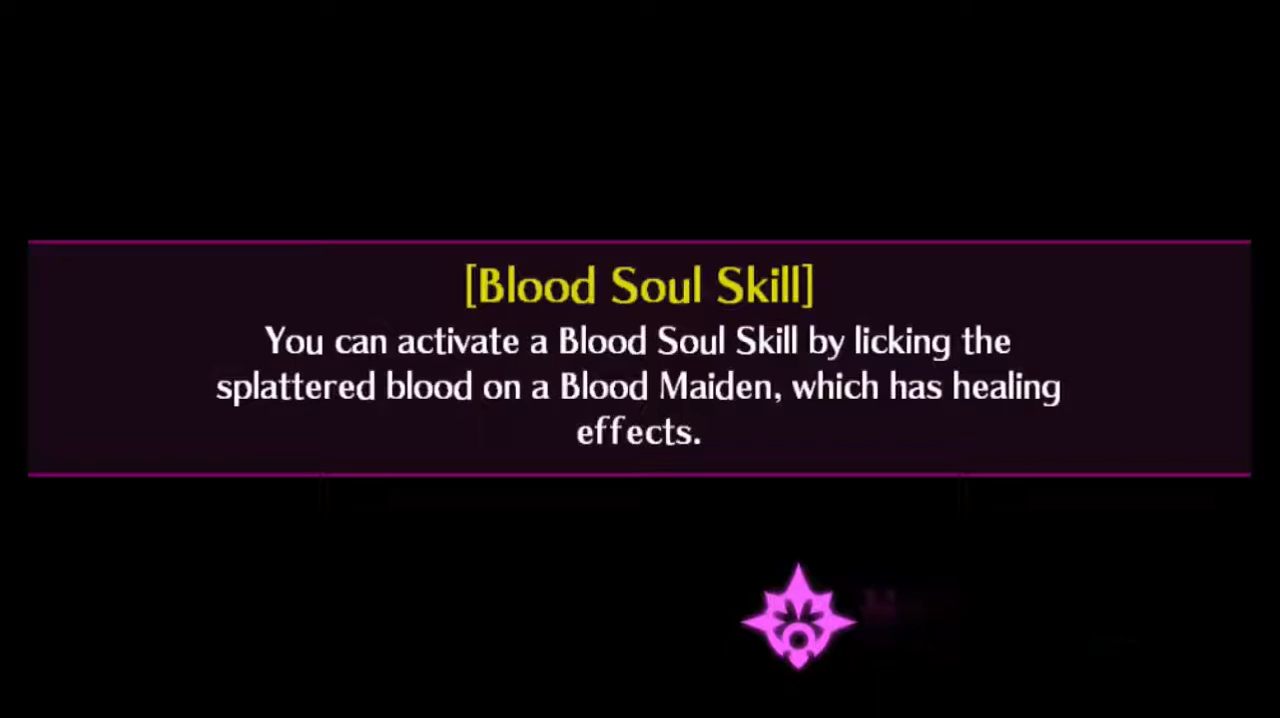 [Blood Soul Skill]
You can activate a Blood Soul Skill by licking the
splattered blood on a Blood Maiden, which has healing
effects.